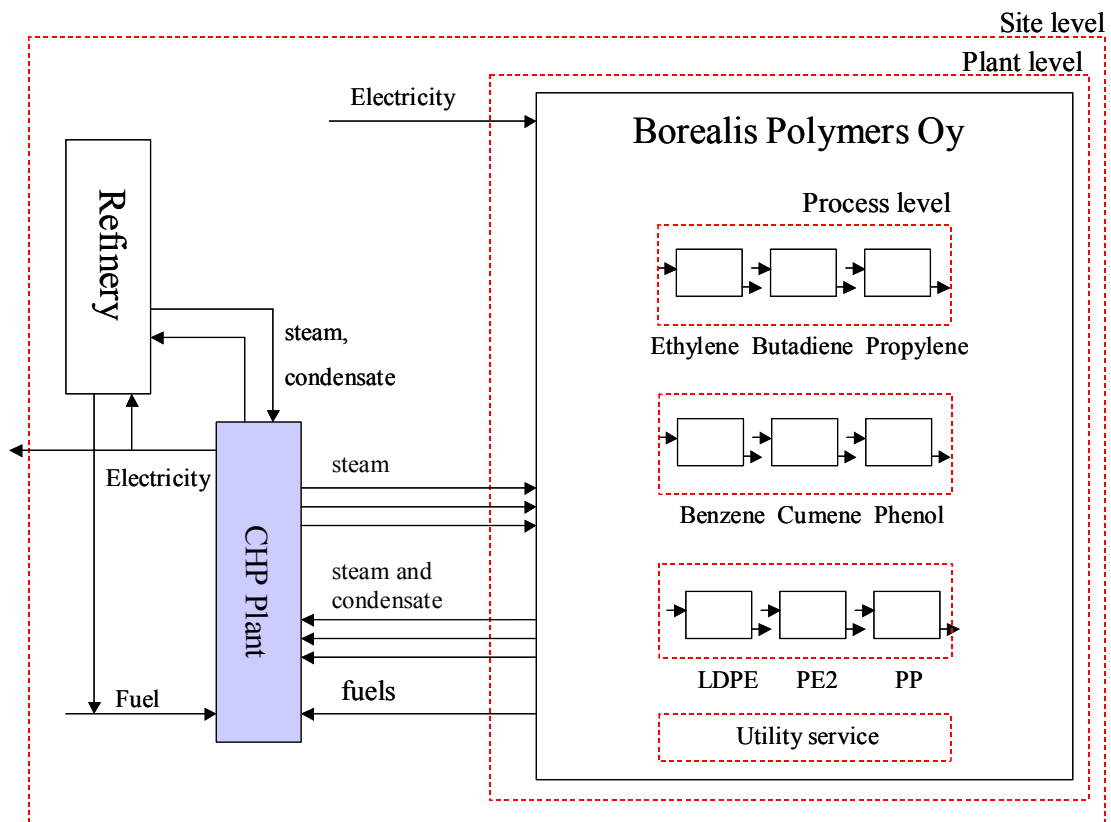 Site level
Plant level
Electricity
Borealis Polymers Oy
Refinery
Process level
steam,
condensate
Ethylene Butadiene Propylene
Electricity
steam
Benzene Cumene Phenol
CHP Plant
steam and
condensate
LDPE PE2 PP
Fuel
fuels
Utility service